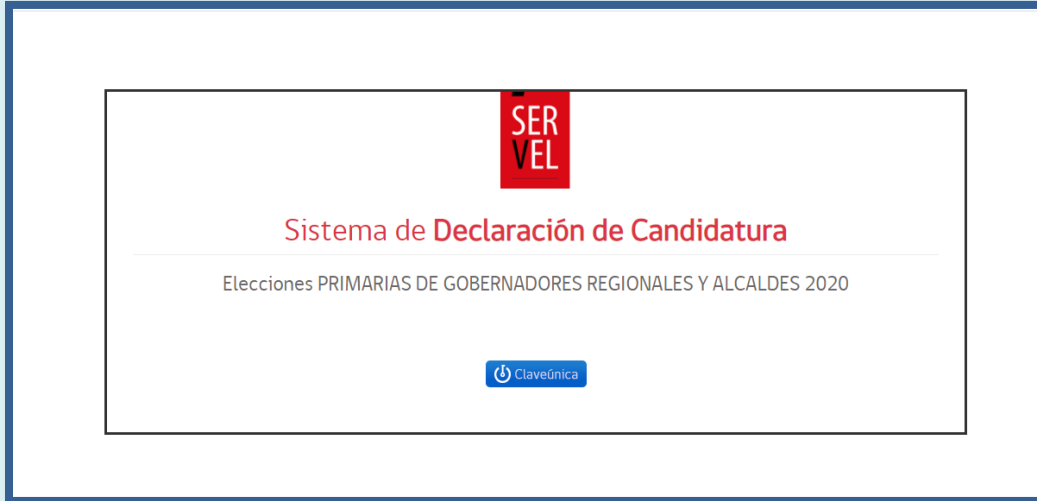 SER
VEL
Sistema de Declaración de Candidatura
Elecciones PRIMARIAS DE GOBERNADORES REGIONALES Y ALCALDES 2020
Claveúnica